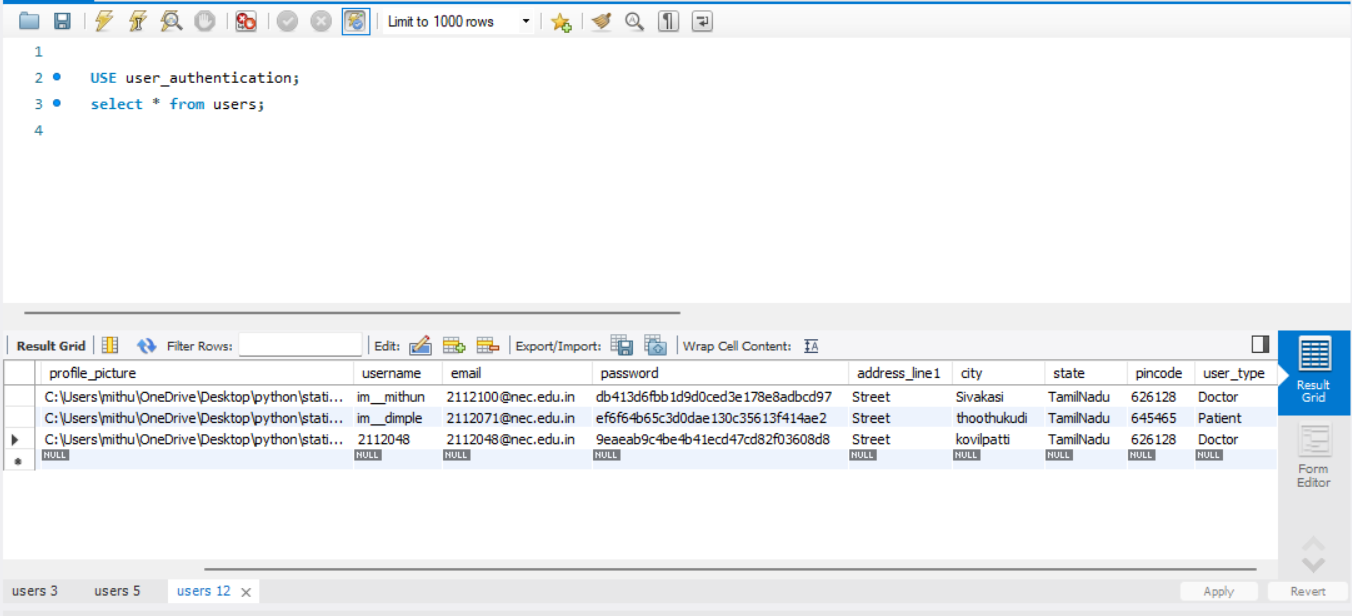 Limit to 1000 rows
1
2 USE user_authentication;
3 select * from users;
4
Result Grid Filter Rows: Edit: Export/Import: Wrap Cell Content:
profile_picture username email password address_line1 city state pincode user_type
C:\Users\mithu\OneDrive\Desktop\python\stati... im__mithun 2112100@nec.edu.in db413d6fbb1d9d0ced3e178e8adbcd97 Street Sivakasi TamilNadu 626128 Doctor
C:\Users\mithu\OneDrive\Desktop\python\stati... im__dimple 2112071@nec.edu.in ef6f64b65c3d0dae130c35613f414ae2 Street thoothukudi TamilNadu 645465 Patient
C:\Users\mithu\OneDrive\Desktop\python\stati... 2112048 2112048@nec.edu.in 9eaeab9c4be4b41ecd47cd82f03608d8 Street kovilpatti TamilNadu 626128 Doctor
NULL NULL NULL NULL NULL NULL NULL NULL NULL
Result
Grid
Form
Editor
users 3 users 5 users 12 Apply Revert